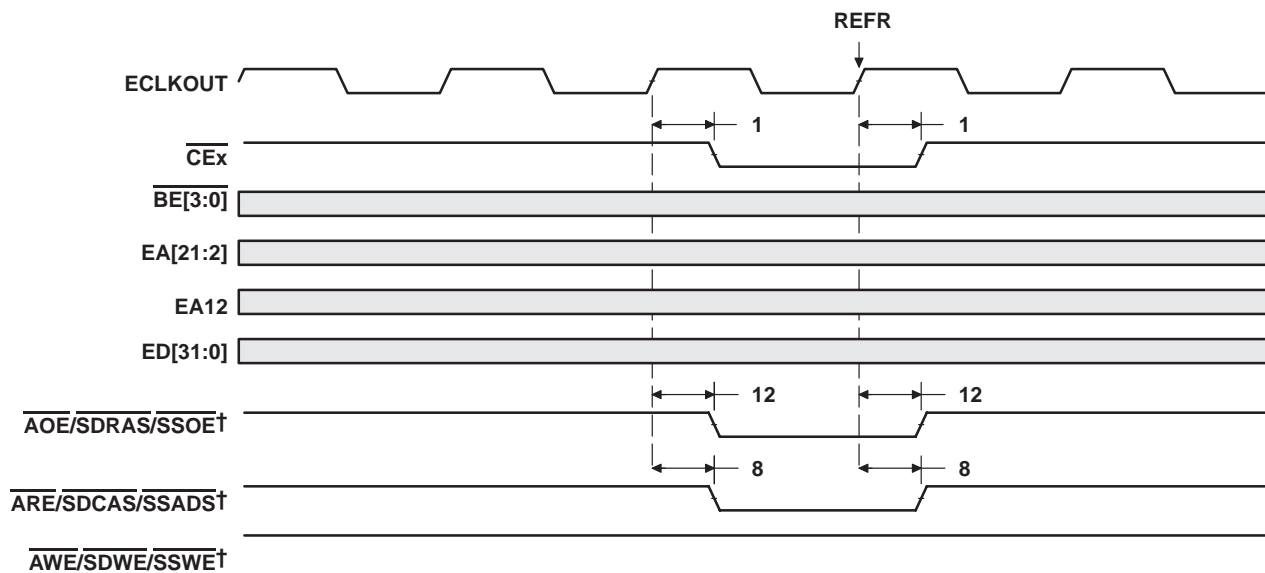 REFR
ECLKOUT
1 1
CEx
BE[3:0]
EA[21:2]
EA12
ED[31:0]
12 12
AOE/SDRAS/SSOE†
8 8
ARE/SDCAS/SSADS†
AWE/SDWE/SSWE†